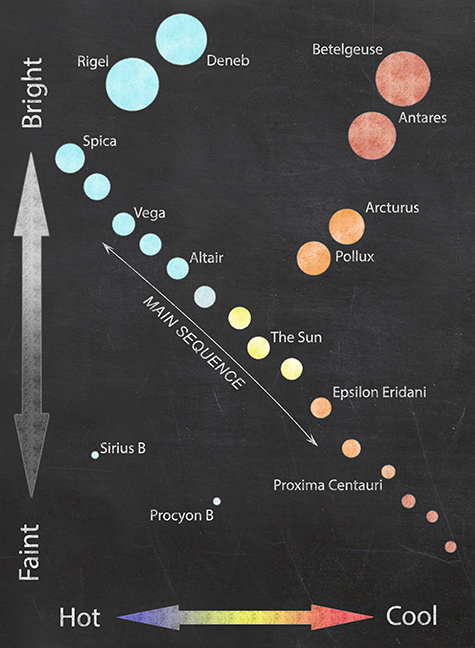 Betelgeuse
Rigel
Deneb
Bright
Antares
Spica
Arcturus
Vega
Pollux
Altair
MAIN SEQUENCE
The Sun
Epsilon Eridani
Sirius B
Proxima Centauri
Procyon B
Faint
Hot
Cool